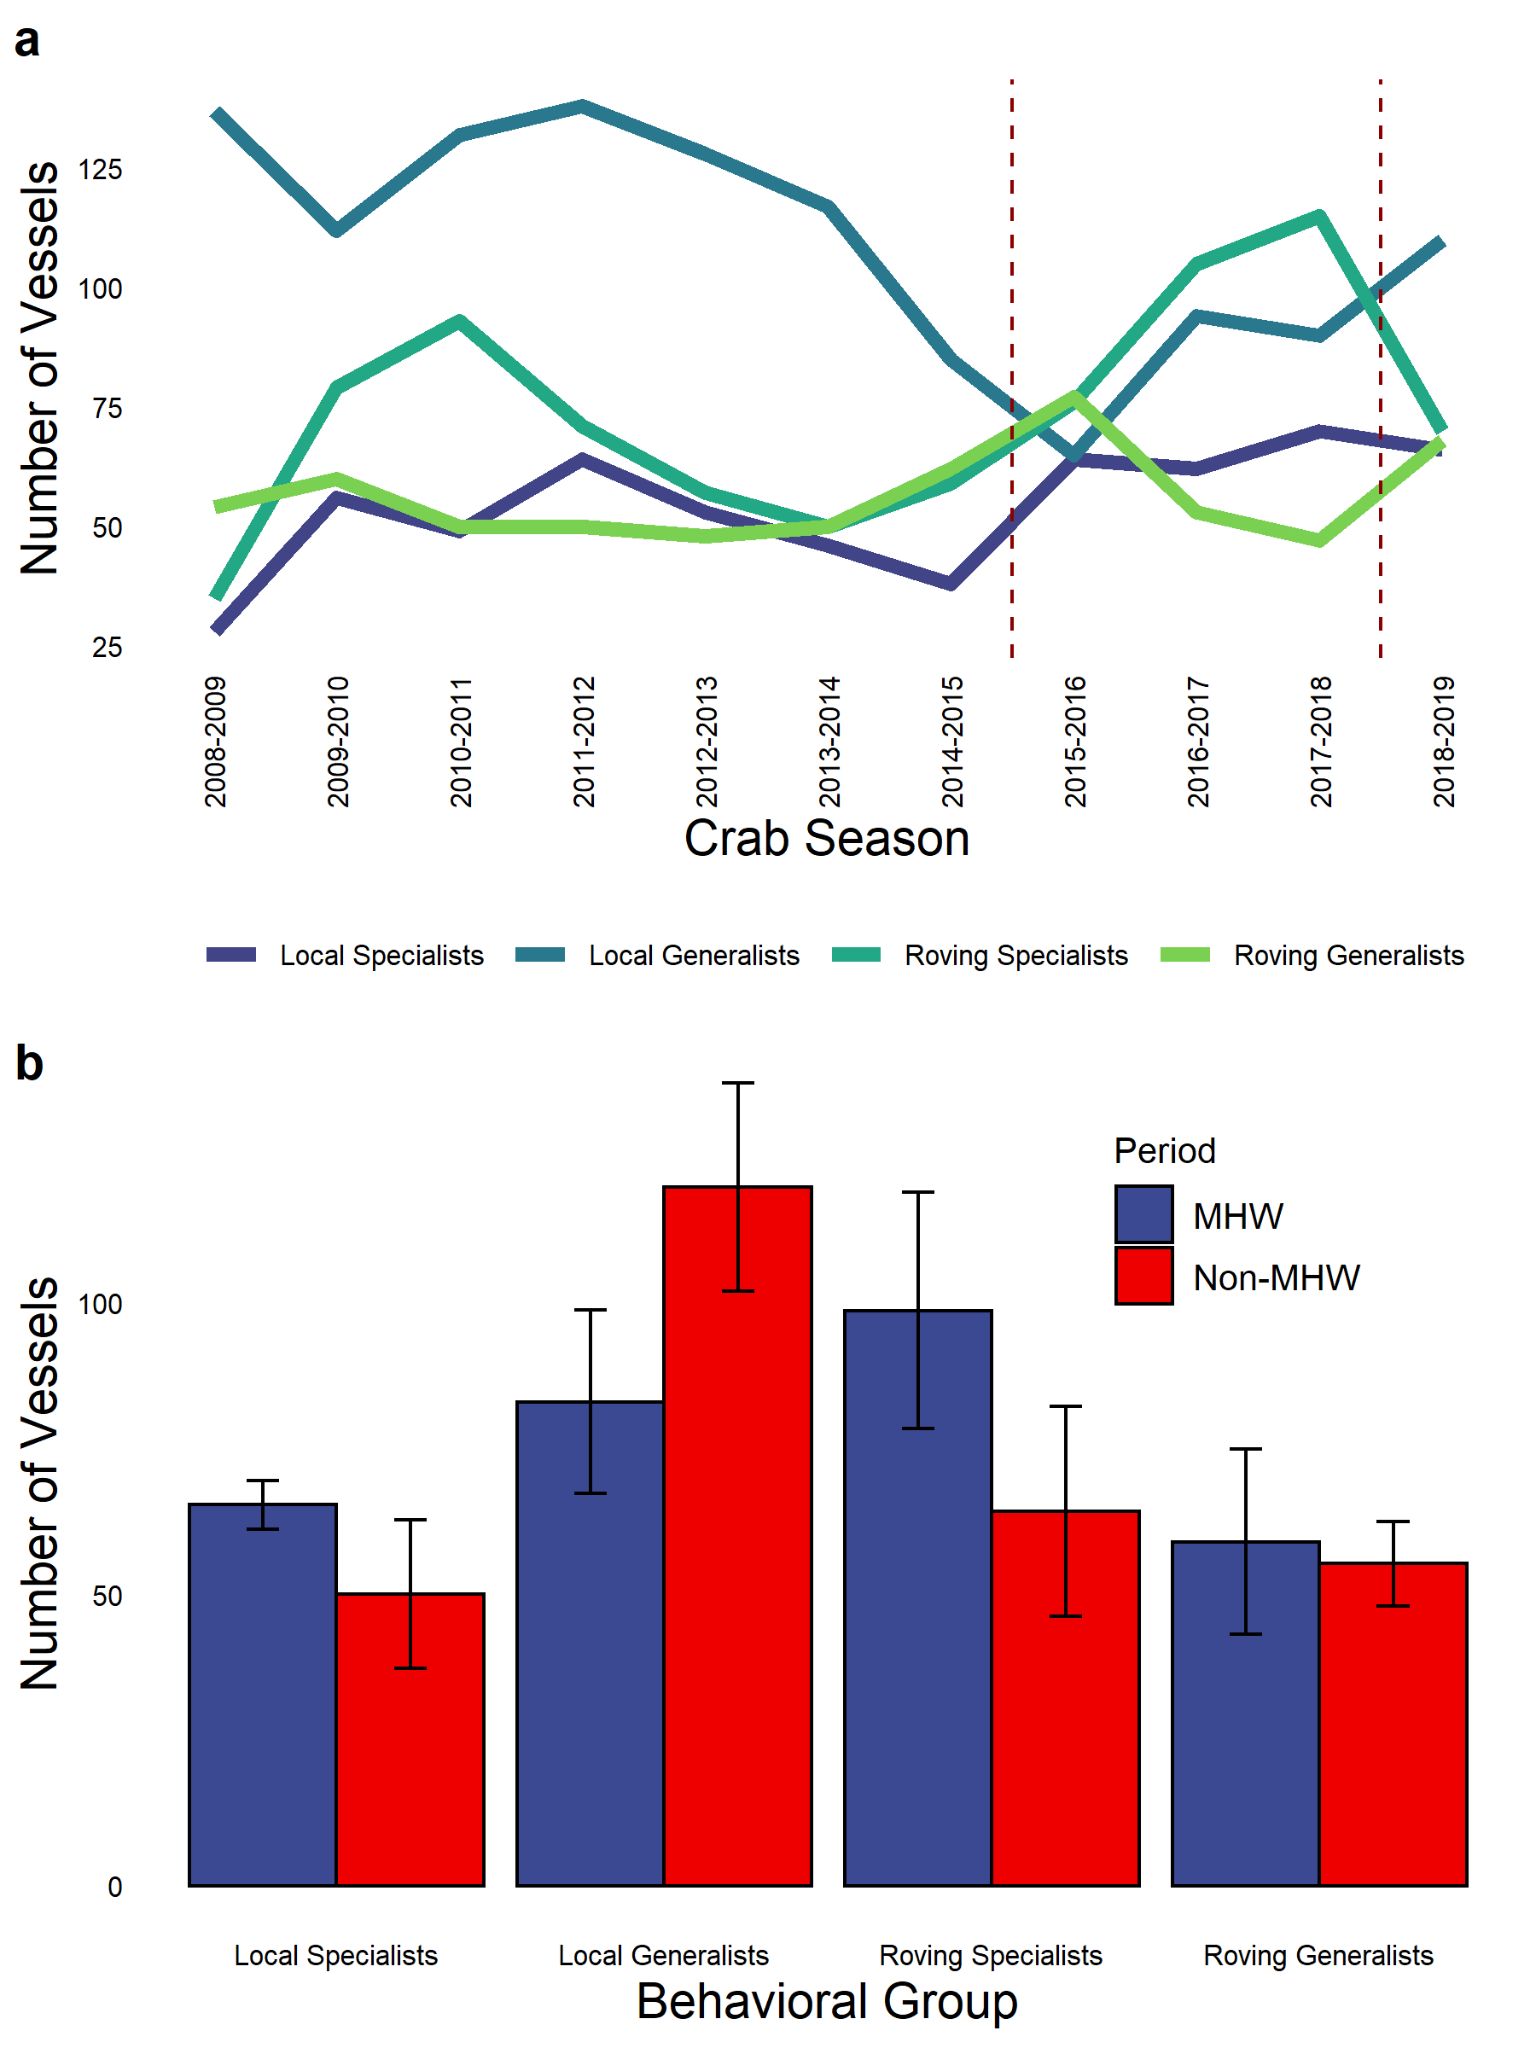 a
Number of Vessels
125
100
75
50
25
2008-2009
2009-2010
2010-2011
2011-2012
2012-2013
2013-2014
2014-2015
2015-2016
2016-2017
2017-2018
2018-2019
Crab Season
Local Specialists
Local Generalists
Roving Specialists
Roving Generalists
b
Number of Vessels
100
50
0
Period
MHW
Non-MHW
Local Specialists
Local Generalists
Roving Specialists
Roving Generalists
Behavioral Group